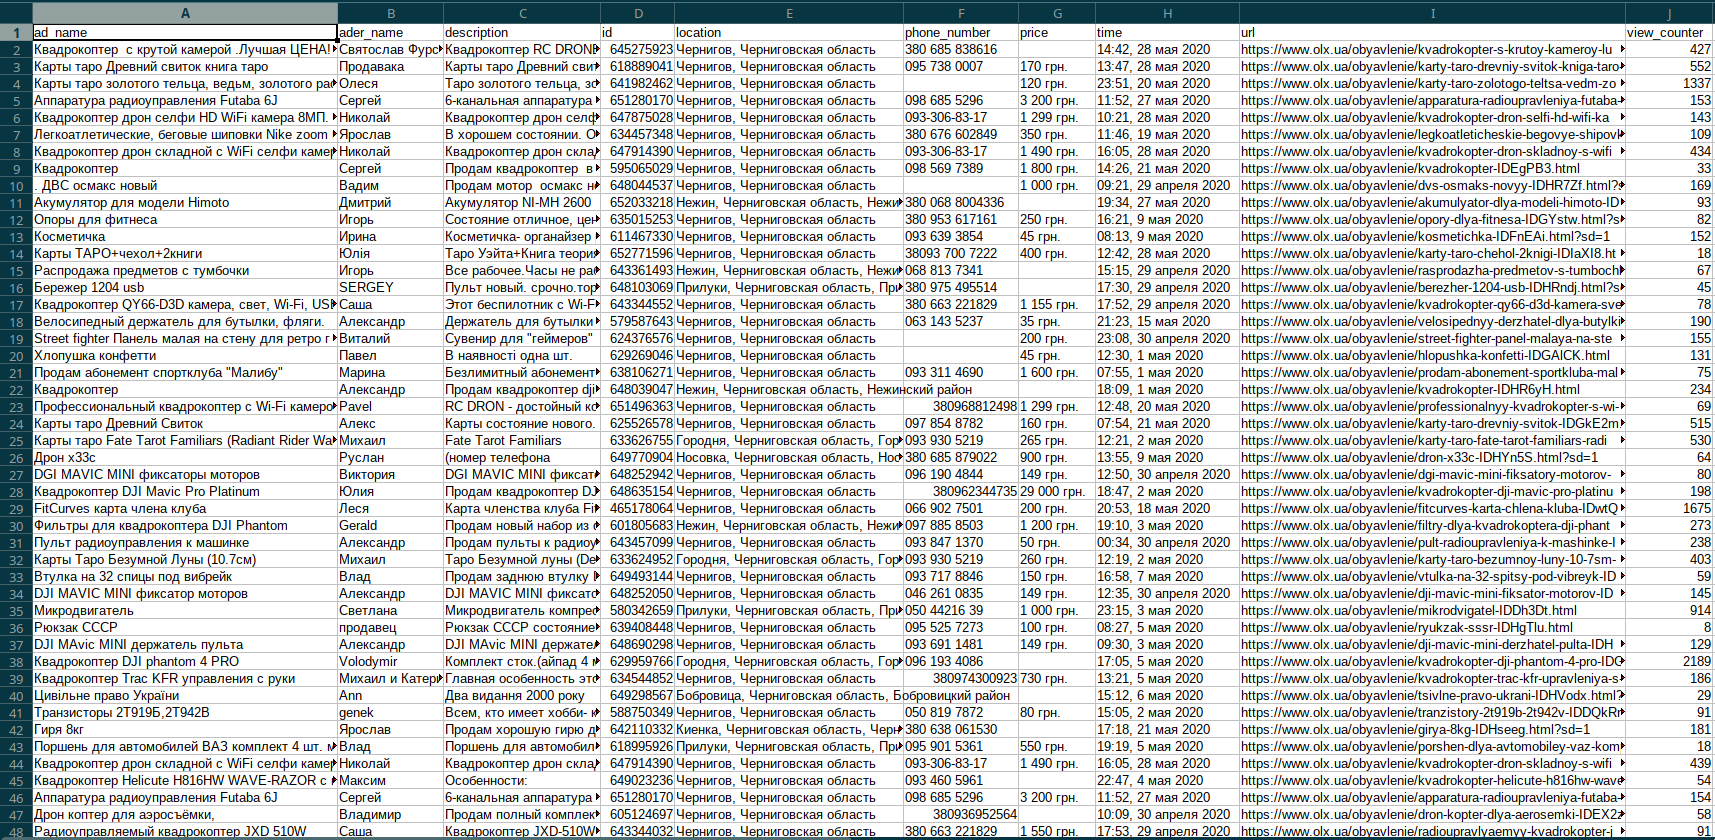 A B C D E F G H I J
1 ad_name ader_name description id location phone_number price time url view_counter
2 Квадрокоптер с крутой камерой .Лучшая ЦЕНА! Святослав Фурс Квадрокоптер RC DRON 645275923 Чернигов, Черниговская область 380 685 838616 14:42, 28 мая 2020 https://www.olx.ua/obyavlenie/kvadrokopter-s-krutoy-kameroy-lu 427
3 Карты таро Древний свиток книга таро Продавака Карты таро Древний сви 618889041 Чернигов, Черниговская область 095 738 0007 170 грн. 13:47, 28 мая 2020 https://www.olx.ua/obyavlenie/karty-taro-drevniy-svitok-kniga-taro 552
4 Карты таро золотого тельца, ведьм, золотого ра Олеся Таро золотого тельца, зо 641982462 Чернигов, Черниговская область 120 грн. 23:51, 20 мая 2020 https://www.olx.ua/obyavlenie/karty-taro-zolotogo-teltsa-vedm-zo 1337
5 Аппаратура радиоуправления Futaba 6J Сергей 6-канальная аппаратура 651280170 Чернигов, Черниговская область 098 685 5296 3 200 грн. 11:52, 27 мая 2020 https://www.olx.ua/obyavlenie/apparatura-radioupravleniya-futaba- 153
6 Квадрокоптер дрон селфи HD WiFi камера 8МП. Николай Квадрокоптер дрон селф 647875028 Чернигов, Черниговская область 093-306-83-17 1 299 грн. 10:21, 28 мая 2020 https://www.olx.ua/obyavlenie/kvadrokopter-dron-selfi-hd-wifi-ka 143
7 Легкоатлетические, беговые шиповки Nike zoom Ярослав В хорошем состоянии. О 634457348 Чернигов, Черниговская область 380 676 602849 350 грн. 11:46, 19 мая 2020 https://www.olx.ua/obyavlenie/legkoatleticheskie-begovye-shipov 109
8 Квадрокоптер дрон складной с WiFi селфи каме Николай Квадрокоптер дрон скла 647914390 Чернигов, Черниговская область 093-306-83-17 1 490 грн. 16:05, 28 мая 2020 https://www.olx.ua/obyavlenie/kvadrokopter-dron-skladnoy-s-wifi 434
9 Квадрокоптер Сергей Продам квадрокоптер в 595065029 Чернигов, Черниговская область 098 569 7389 1 800 грн. 14:26, 21 мая 2020 https://www.olx.ua/obyavlenie/kvadrokopter-IDEgPB3.html 33
10 . ДВС осмакс новый Вадим Продам мотор осмакс н 648044537 Чернигов, Черниговская область 1 000 грн. 09:21, 29 апреля 2020 https://www.olx.ua/obyavlenie/dvs-osmaks-novyy-IDHR7Zf.html? 169
11 Акумулятор для модели Himoto Дмитрий Акумулятор NI-MH 2600 652033218 Нежин, Черниговская область, Нежи 380 068 8004336 19:34, 27 мая 2020 https://www.olx.ua/obyavlenie/akumulyator-dlya-modeli-himoto-ID 93
12 Опоры для фитнеса Игорь Состояние отличное, цен 635015253 Чернигов, Черниговская область 380 953 617161 250 грн. 16:21, 9 мая 2020 https://www.olx.ua/obyavlenie/opory-dlya-fitnesa-IDGYstw.html?s 82
13 Косметичка Ирина Косметичка- органайзер 611467330 Чернигов, Черниговская область 093 639 3854 45 грн. 08:13, 9 мая 2020 https://www.olx.ua/obyavlenie/kosmetichka-IDFnEAi.html?sd=1 152
14 Карты ТАРО+чехол+2книги Юлія Таро Уэйта+Книга теори 652771596 Чернигов, Черниговская область 38093 700 7222 400 грн. 12:42, 28 мая 2020 https://www.olx.ua/obyavlenie/karty-taro-chehol-2knigi-IDIaXI8.ht 18
15 Распродажа предметов с тумбочки Игорь Все рабочее.Часы не ра 643361493 Нежин, Черниговская область, Нежи 068 813 7341 15:15, 29 апреля 2020 https://www.olx.ua/obyavlenie/rasprodazha-predmetov-s-tumboch 67
16 Бережер 1204 usb SERGEY Пульт новый. срочно.тор 648103069 Прилуки, Черниговская область, При 380 975 495514 17:30, 29 апреля 2020 https://www.olx.ua/obyavlenie/berezher-1204-usb-IDHRndj.html?s 45
17 Квадрокоптер QY66-D3D камера, свет, Wi-Fi, US Саша Этот беспилотник с Wi-F 643344552 Чернигов, Черниговская область 380 663 221829 1 155 грн. 17:52, 29 апреля 2020 https://www.olx.ua/obyavlenie/kvadrokopter-qy66-d3d-kamera-sve 78
18 Велосипедный держатель для бутылки, фляги. Александр Держатель для бутылки 579587643 Чернигов, Черниговская область 063 143 5237 35 грн. 21:23, 15 мая 2020 https://www.olx.ua/obyavlenie/velosipednyy-derzhatel-dlya-butylki 190
19 Street fighter Панель малая на стену для ретро г Виталий Сувенир для "геймеров" 624376576 Чернигов, Черниговская область 200 грн. 23:08, 30 апреля 2020 https://www.olx.ua/obyavlenie/street-fighter-panel-malaya-na-ste 155
20 Хлопушка конфетти Павел В наявності одна шт. 629269046 Чернигов, Черниговская область 45 грн. 12:30, 1 мая 2020 https://www.olx.ua/obyavlenie/hlopushka-konfetti-IDGAlCK.html 131
21 Продам абонемент спортклуба "Малибу" Марина Безлимитный абонемент 638106271 Чернигов, Черниговская область 093 311 4690 1 600 грн. 07:55, 1 мая 2020 https://www.olx.ua/obyavlenie/prodam-abonement-sportkluba-mal 75
22 Квадрокоптер Александр Продам квадрокоптер dji 648039047 Нежин, Черниговская область, Нежинский район 18:09, 1 мая 2020 https://www.olx.ua/obyavlenie/kvadrokopter-IDHR6yH.html 234
23 Профессиональный квадрокоптер с Wi-Fi камеро Pavel RC DRON - достойный ко 651496363 Чернигов, Черниговская область 380968812498 1 299 грн. 12:48, 20 мая 2020 https://www.olx.ua/obyavlenie/professionalnyy-kvadrokopter-s-wi- 69
24 Карты таро Древний Свиток Алекс Карты состояние нового. 625526578 Чернигов, Черниговская область 097 854 8782 160 грн. 07:54, 21 мая 2020 https://www.olx.ua/obyavlenie/karty-taro-drevniy-svitok-IDGkE2m 515
25 Карты таро Fate Tarot Familiars (Radiant Rider Wa Михаил Fate Tarot Familiars 633626755 Городня, Черниговская область, Гор 093 930 5219 265 грн. 12:21, 2 мая 2020 https://www.olx.ua/obyavlenie/karty-taro-fate-tarot-familiars-radi 530
26 Дрон х33с Руслан (номер телефона 649770904 Носовка, Черниговская область, Нос 380 685 879022 900 грн. 13:55, 9 мая 2020 https://www.olx.ua/obyavlenie/dron-x33c-IDHYn5S.html?sd=1 64
27 DGI MAVIC MINI фиксаторы моторов Виктория DGI MAVIC MINI фиксат 648252942 Чернигов, Черниговская область 096 190 4844 149 грн. 12:50, 30 апреля 2020 https://www.olx.ua/obyavlenie/dgi-mavic-mini-fiksatory-motorov- 80
28 Квадрокоптер DJI Mavic Pro Platinum Юлия Продам квадрокоптер DJ 648635154 Чернигов, Черниговская область 380962344735 29 000 грн. 18:47, 2 мая 2020 https://www.olx.ua/obyavlenie/kvadrokopter-dji-mavic-pro-platinu 198
29 FitCurves карта члена клуба Леся Карта членства клуба Fi 465178064 Чернигов, Черниговская область 066 902 7501 200 грн. 20:53, 18 мая 2020 https://www.olx.ua/obyavlenie/fitcurves-karta-chlena-kluba-IDwtQ 1675
30 Фильтры для квадрокоптера DJI Phantom Gerald Продам новый набор из 601805683 Нежин, Черниговская область, Нежи 097 885 8503 1 200 грн. 19:10, 3 мая 2020 https://www.olx.ua/obyavlenie/filtry-dlya-kvadrokoptera-dji-phant 273
31 Пульт радиоуправления к машинке Александр Продам пульты к радиоу 643457099 Чернигов, Черниговская область 093 847 1370 50 грн. 00:34, 30 апреля 2020 https://www.olx.ua/obyavlenie/pult-radioupravleniya-k-mashinke-I 238
32 Карты Таро Безумной Луны (10.7см) Михаил Таро Безумной луны (De 633624952 Городня, Черниговская область, Гор 093 930 5219 260 грн. 12:19, 2 мая 2020 https://www.olx.ua/obyavlenie/karty-taro-bezumnoy-luny-10-7sm- 403
33 Втулка на 32 спицы под вибрейк Влад Продам заднюю втулку 649493144 Чернигов, Черниговская область 093 717 8846 150 грн. 16:58, 7 мая 2020 https://www.olx.ua/obyavlenie/vtulka-na-32-spitsy-pod-vibreyk-ID 59
34 DJI MAVIC MINI фиксатор моторов Александр DJI MAVIC MINI фиксато 648252050 Чернигов, Черниговская область 046 261 0835 149 грн. 12:35, 30 апреля 2020 https://www.olx.ua/obyavlenie/dji-mavic-mini-fiksator-motorov-ID 145
35 Микродвигатель Светлана Микродвигатель компрес 580342659 Прилуки, Черниговская область, При 050 44216 39 1 000 грн. 23:15, 3 мая 2020 https://www.olx.ua/obyavlenie/mikrodvigatel-IDDh3Dt.html 914
36 Рюкзак СССР продавец Рюкзак СССР состояние 639408448 Чернигов, Черниговская область 095 525 7273 100 грн. 08:27, 5 мая 2020 https://www.olx.ua/obyavlenie/ryukzak-sssr-IDHgTlu.html 8
37 DJI MAvic MINI держатель пульта Александр DJI MAvic MINI держате 648690298 Чернигов, Черниговская область 093 691 1481 149 грн. 09:30, 3 мая 2020 https://www.olx.ua/obyavlenie/dji-mavic-mini-derzhatel-pulta-IDH 129
38 Квадрокоптер DJI phantom 4 PRO Volodymir Комплект сток.(айпад 4 629959766 Городня, Черниговская область, Гор 096 193 4086 17:05, 5 мая 2020 https://www.olx.ua/obyavlenie/kvadrokopter-dji-phantom-4-pro-IDG 2189
39 Квадрокоптер Trac KFR управления с руки Михаил и Катери Главная особенность это 634544852 Чернигов, Черниговская область 380974300923 730 грн. 13:21, 5 мая 2020 https://www.olx.ua/obyavlenie/kvadrokopter-trac-kfr-upravleniya-s 186
40 Цивільне право України Ann Два видання 2000 року 649298567 Бобровица, Черниговская область, Бобровицкий район 15:12, 6 мая 2020 https://www.olx.ua/obyavlenie/tsivlne-pravo-ukrani-IDHVodx.html? 29
41 Транзисторы 2Т919Б,2Т942В genek Всем, кто имеет хобби- 588750349 Чернигов, Черниговская область 050 819 7872 80 грн. 15:05, 2 мая 2020 https://www.olx.ua/obyavlenie/tranzistory-2t919b-2t942v-IDDQkR 91
42 Гиря 8кг Ярослав Продам хорошую гирю д 642110332 Киенка, Черниговская область, Черн 380 638 061530 17:18, 21 мая 2020 https://www.olx.ua/obyavlenie/girya-8kg-IDHseeg.html?sd=1 181
43 Поршень для автомобилей ВАЗ комплект 4 шт. м Влад Поршень для автомобил 618995926 Прилуки, Черниговская область, При 095 901 5361 550 грн. 19:19, 5 мая 2020 https://www.olx.ua/obyavlenie/porshen-dlya-avtomobiley-vaz-kom 18
44 Квадрокоптер дрон складной с WiFi селфи каме Николай Квадрокоптер дрон скла 647914390 Чернигов, Черниговская область 093-306-83-17 1 490 грн. 16:05, 28 мая 2020 https://www.olx.ua/obyavlenie/kvadrokopter-dron-skladnoy-s-wifi 439
45 Квадрокоптер Helicute H816HW WAVE-RAZOR с Максим Особенности: 649023236 Чернигов, Черниговская область 093 460 5961 22:47, 4 мая 2020 https://www.olx.ua/obyavlenie/kvadrokopter-helicute-h816hw-wave 54
46 Аппаратура радиоуправления Futaba 6J Сергей 6-канальная аппаратура 651280170 Чернигов, Черниговская область 098 685 5296 3 200 грн. 11:52, 27 мая 2020 https://www.olx.ua/obyavlenie/apparatura-radioupravleniya-futaba- 154
47 Дрон коптер для аэросъёмки, Владимир Продам полный комплек 605124697 Чернигов, Черниговская область 380936952564 10:09, 30 апреля 2020 https://www.olx.ua/obyavlenie/dron-kopter-dlya-aerosemki-IDEX2z 58
48 Радиоуправляемый квадрокоптер JXD 510W Саша Квадрокоптер JXD-510W 643344032 Чернигов, Черниговская область 380 663 221829 1 550 грн. 17:53, 29 апреля 2020 https://www.olx.ua/obyavlenie/radioupravlyaemyy-kvadrokopter-j 91